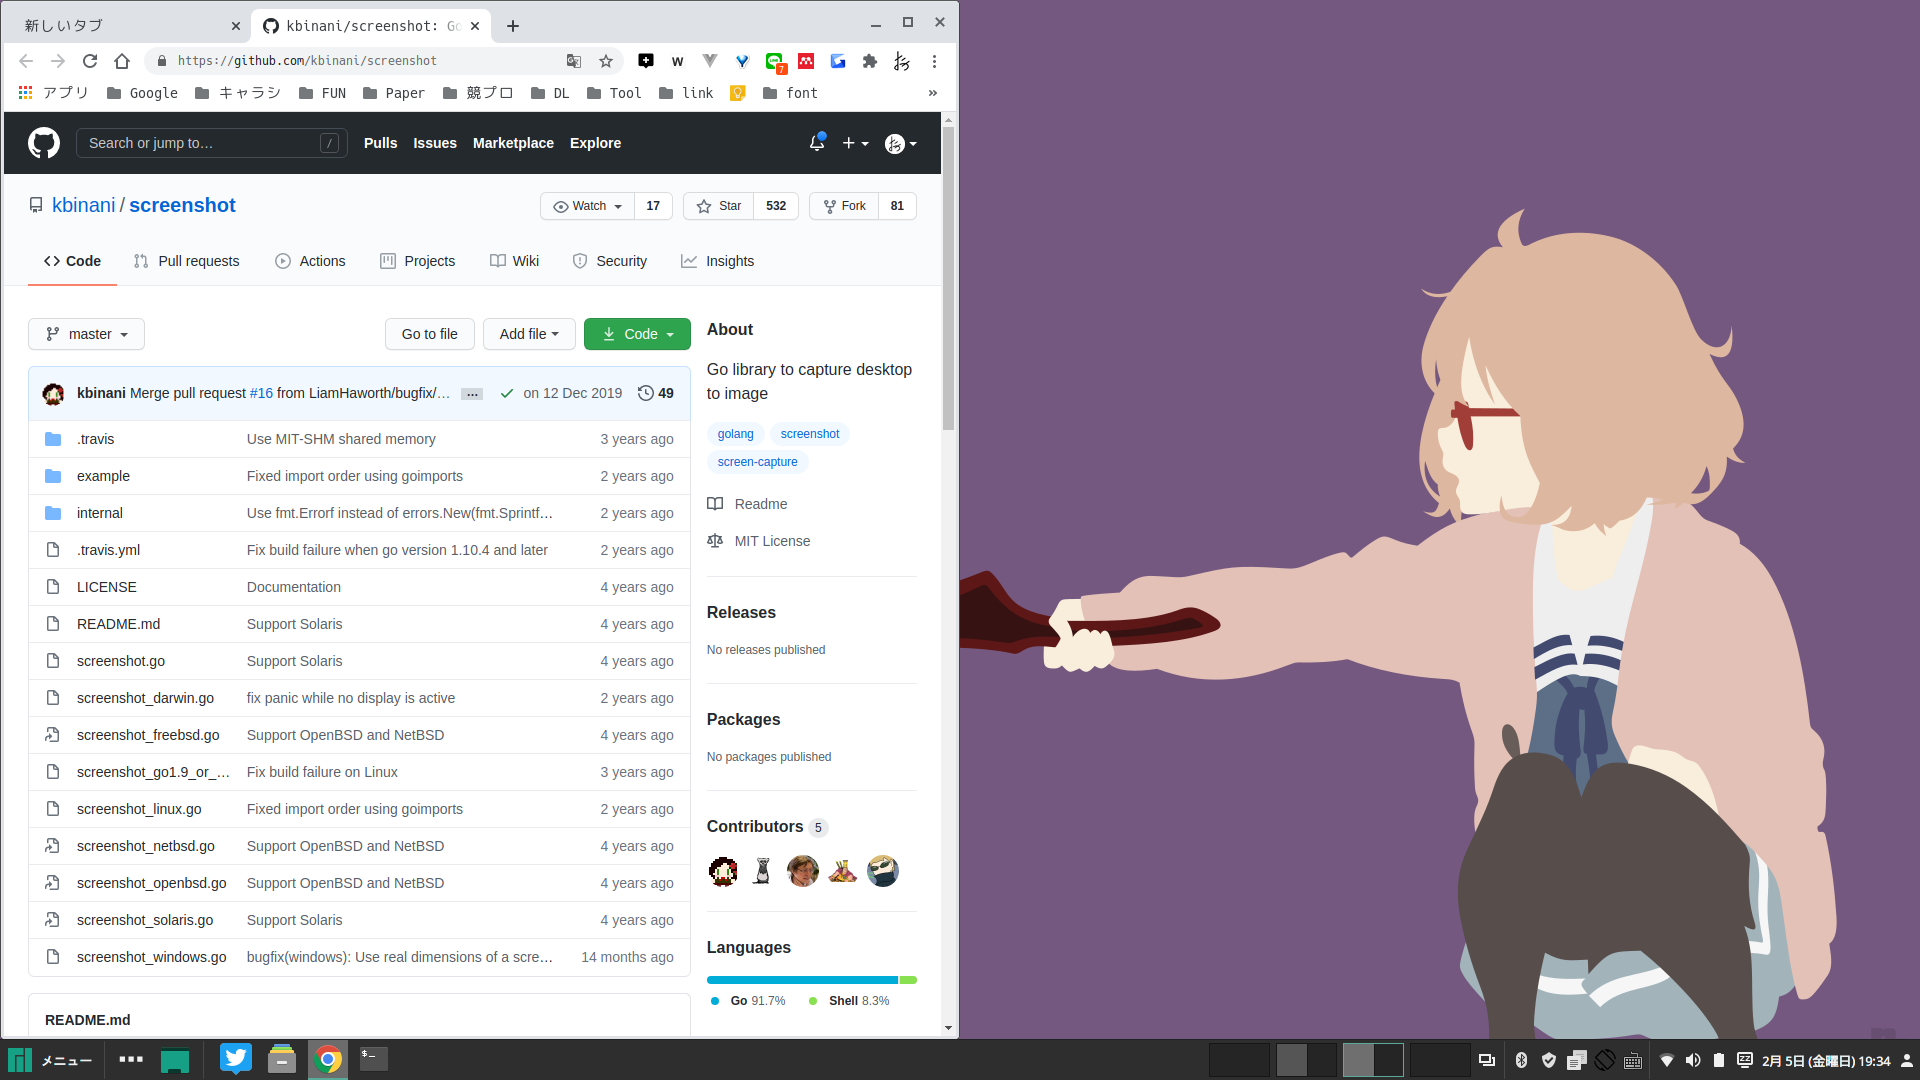 新しいタブ
kbinani/screenshot: Go
https://github.com/kbinani/screenshot
W
7
アプリ Google キャラシ FUN Paper 競プロ DL Tool link font »
Search or jump to… /
Pulls Issues Marketplace Explore
kbinani / screenshot
Watch 17 Star 532 Fork 81
Code Pull requests Actions Projects Wiki Security Insights
master Go to file Add file Code
kbinani Merge pull request #16 from LiamHaworth/bugfix/… … on 12 Dec 2019 49
.travis Use MIT-SHM shared memory 3 years ago
example Fixed import order using goimports 2 years ago
internal Use fmt.Errorf instead of errors.New(fmt.Sprintf… 2 years ago
.travis.yml Fix build failure when go version 1.10.4 and later 2 years ago
LICENSE Documentation 4 years ago
README.md Support Solaris 4 years ago
screenshot.go Support Solaris 4 years ago
screenshot_darwin.go fix panic while no display is active 2 years ago
screenshot_freebsd.go Support OpenBSD and NetBSD 4 years ago
screenshot_go1.9_or_… Fix build failure on Linux 3 years ago
screenshot_linux.go Fixed import order using goimports 2 years ago
screenshot_netbsd.go Support OpenBSD and NetBSD 4 years ago
screenshot_openbsd.go Support OpenBSD and NetBSD 4 years ago
screenshot_solaris.go Support Solaris 4 years ago
screenshot_windows.go bugfix(windows): Use real dimensions of a scre… 14 months ago
README.md
About
Go library to capture desktop
to image
golang screenshot
screen-capture
Readme
MIT License
Releases
No releases published
Packages
No packages published
Contributors 5
Languages
Go 91.7% Shell 8.3%
メニュー
2月 5日 (金曜日) 19:34